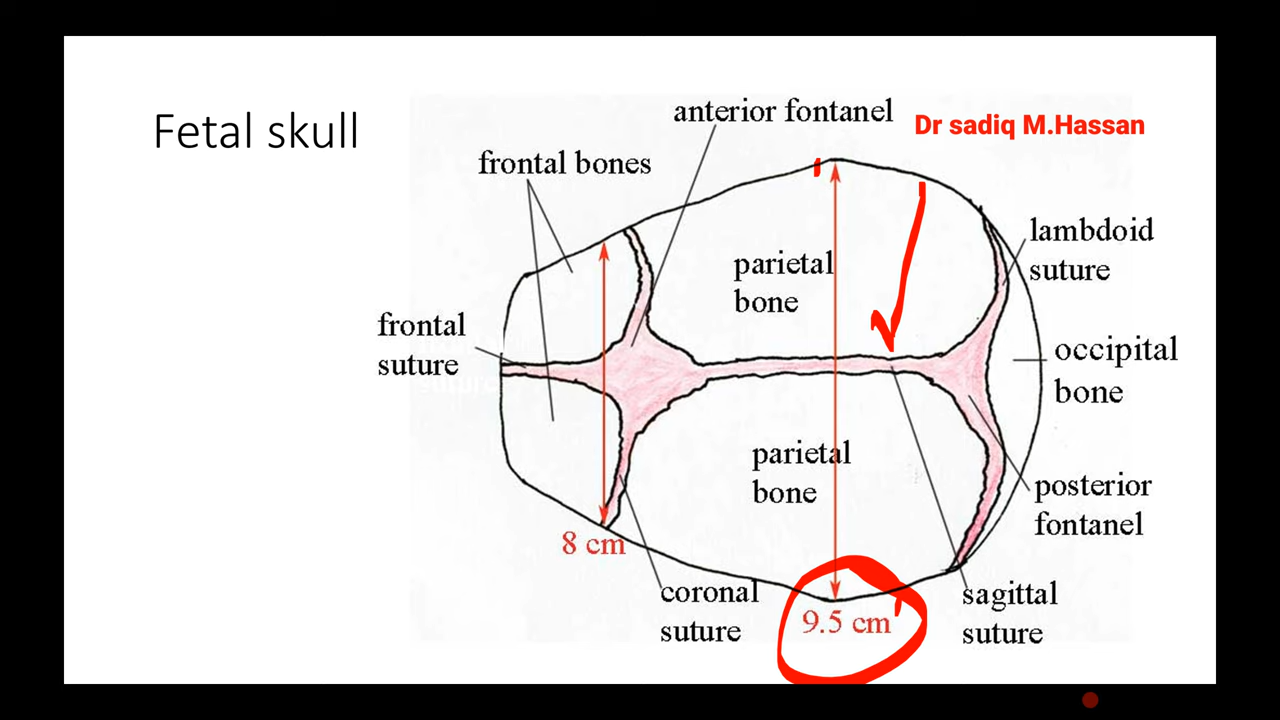 Fetal skull
anterior fontanel
Dr sadiq M.Hassan
frontal bones
lambdoid
suture
parietal
bone
frontal
suture
occipital
bone
parietal
bone
posterior
fontanel
8 cm
coronal
suture
9.5 cm
sagittal
suture